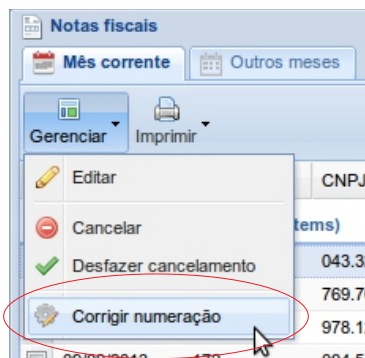 Notas fiscais
Mês corrente Outros meses
Gerenciar Imprimir
Editar CNPJ
Cancelar tems)
Desfazer cancelamento 043.3
769.7
Corrigir numeração 978.1